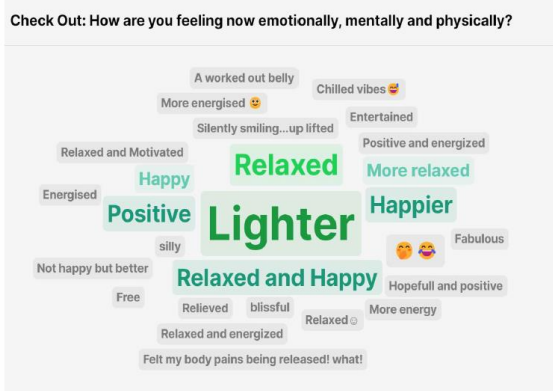 Check Out: How are you feeling now emotionally, mentally and physically?
A worked out belly
Chilled vibes😅
More energised 🙂
Entertained
Silently smiling...up lifted
Positive and energized
Relaxed and Motivated
Relaxed
More relaxed
Happy
Energised
Positive
Lighter
Happier
silly
🤭 😂
Fabulous
Not happy but better
Relaxed and Happy
Hopefull and positive
Free
Relieved
blissful
More energy
Relaxed☺
Relaxed and energized
Felt my body pains being released! what!